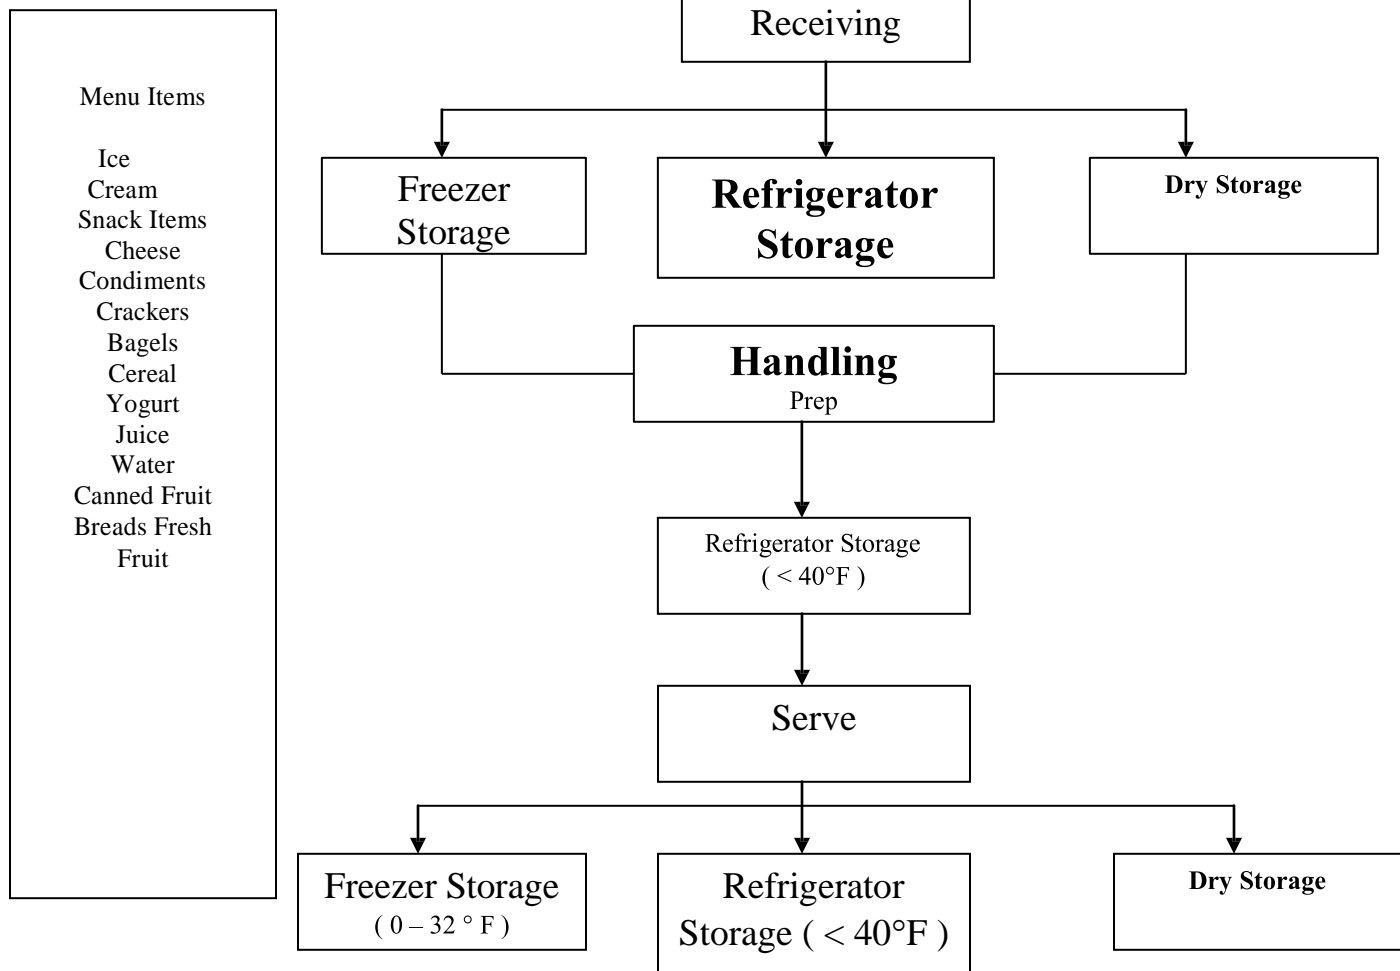 Menu Items
Ice
Cream
Snack Items
Cheese
Condiments
Crackers
Bagels
Cereal
Yogurt
Juice
Water
Canned Fruit
Breads Fresh
Fruit
Receiving
Freezer
Storage
Refrigerator
Storage
Dry Storage
Handling
Prep
Refrigerator Storage
( < 40°F )
Serve
Freezer Storage
( 0 – 32 ° F )
Refrigerator
Storage ( < 40°F )
Dry Storage